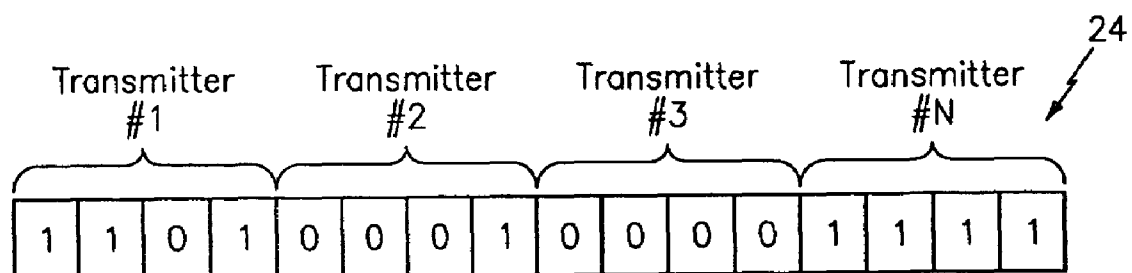 24
Transmitter Transmitter Transmitter Transmitter
#1 #2 #3 #N
1 1 0 1 0 0 0 1 0 0 0 0 1 1 1 1